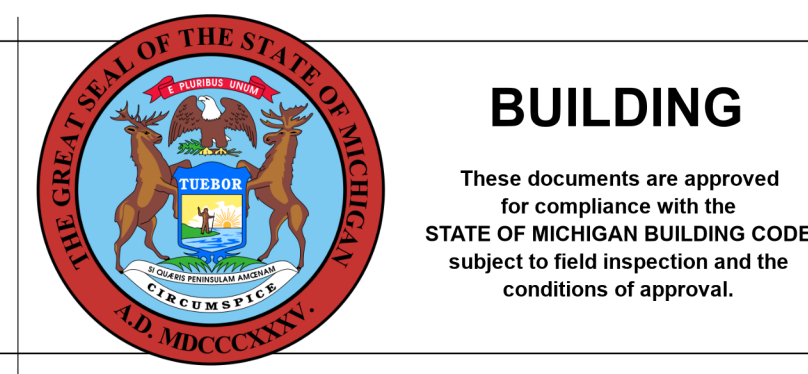 THE GREAT SEAL OF THE STATE OF MICHIGAN
E PLURIBUS UNUM
TUEBOR
SI QUÆRIS PENINSULAM AMŒNAM
CIRCUMSPICE
A.D. MDCCCXXXV.
BUILDING
These documents are approved
for compliance with the
STATE OF MICHIGAN BUILDING CODE
subject to field inspection and the
conditions of approval.